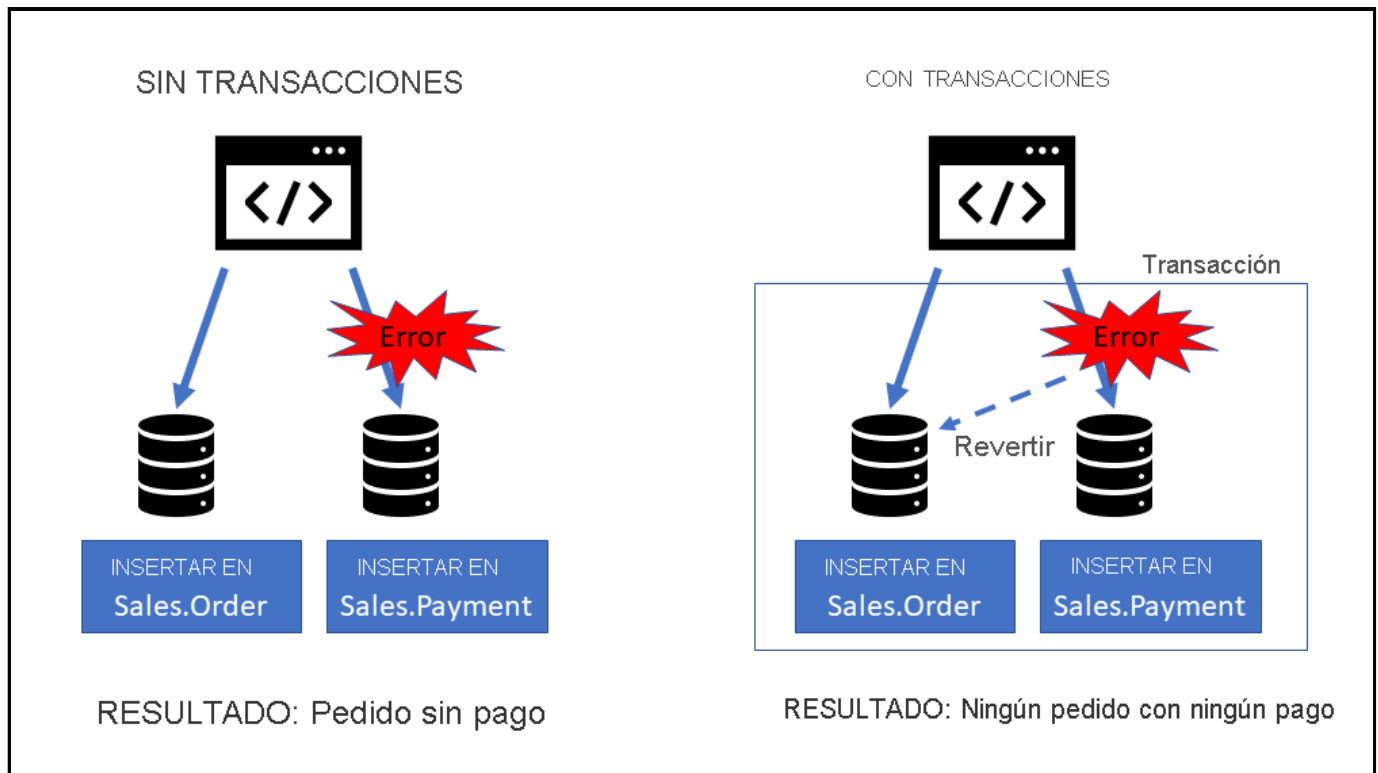 SIN TRANSACCIONES
</>
Error
INSERTAR EN
Sales.Order
INSERTAR EN
Sales.Payment
RESULTADO: Pedido sin pago
CON TRANSACCIONES
</>
Transacción
Error
Revertir
INSERTAR EN
Sales.Order
INSERTAR EN
Sales.Payment
RESULTADO: Ningún pedido con ningún pago